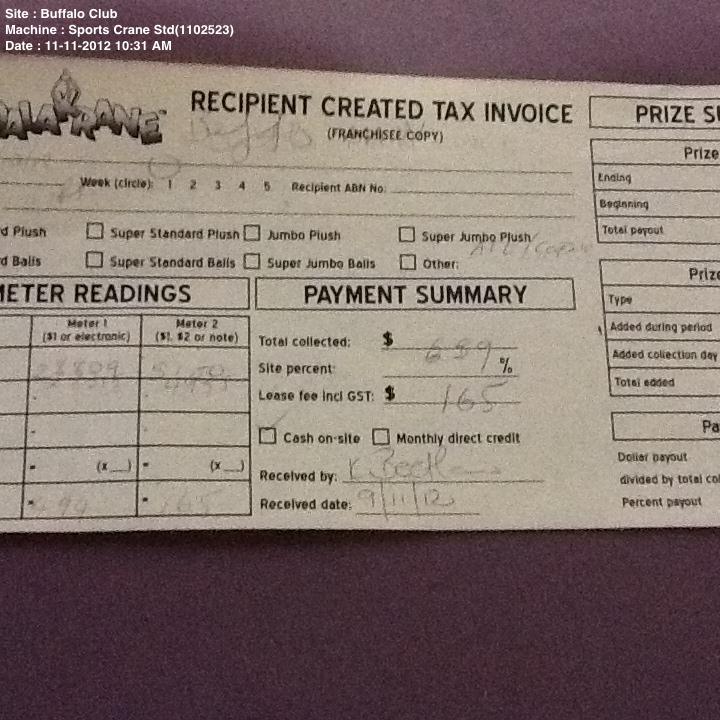 Site : Buffalo Club
Machine : Sports Crane Std(1102523)
Date : 11-11-2012 10:31 AM
RECIPIENT CREATED TAX INVOICE
(FRANCHISEE COPY)
Week (circle): 1 2 3 4 5 Recipient ABN No:
d Plush Super Standard Plush Jumbo Plush Super Jumbo Plush
d Balls Super Standard Balls Super Jumbo Balls Other:
METER READINGS
Meter 1
($1 or electronic)
Meter 2
($1, $2 or note)
= (x__) = (x__)
= 165
PAYMENT SUMMARY
Total collected: $ 689
Site percent: %
Lease fee incl GST: $ 165
Cash on-site Monthly direct credit
Received by:
Received date: 9/11/12
PRIZE SU
Prize
Ending
Beginning
Total payout
Prize
Type
Added during period
Added collection day
Total added
Pa
Dollar payout
divided by total col
Percent payout